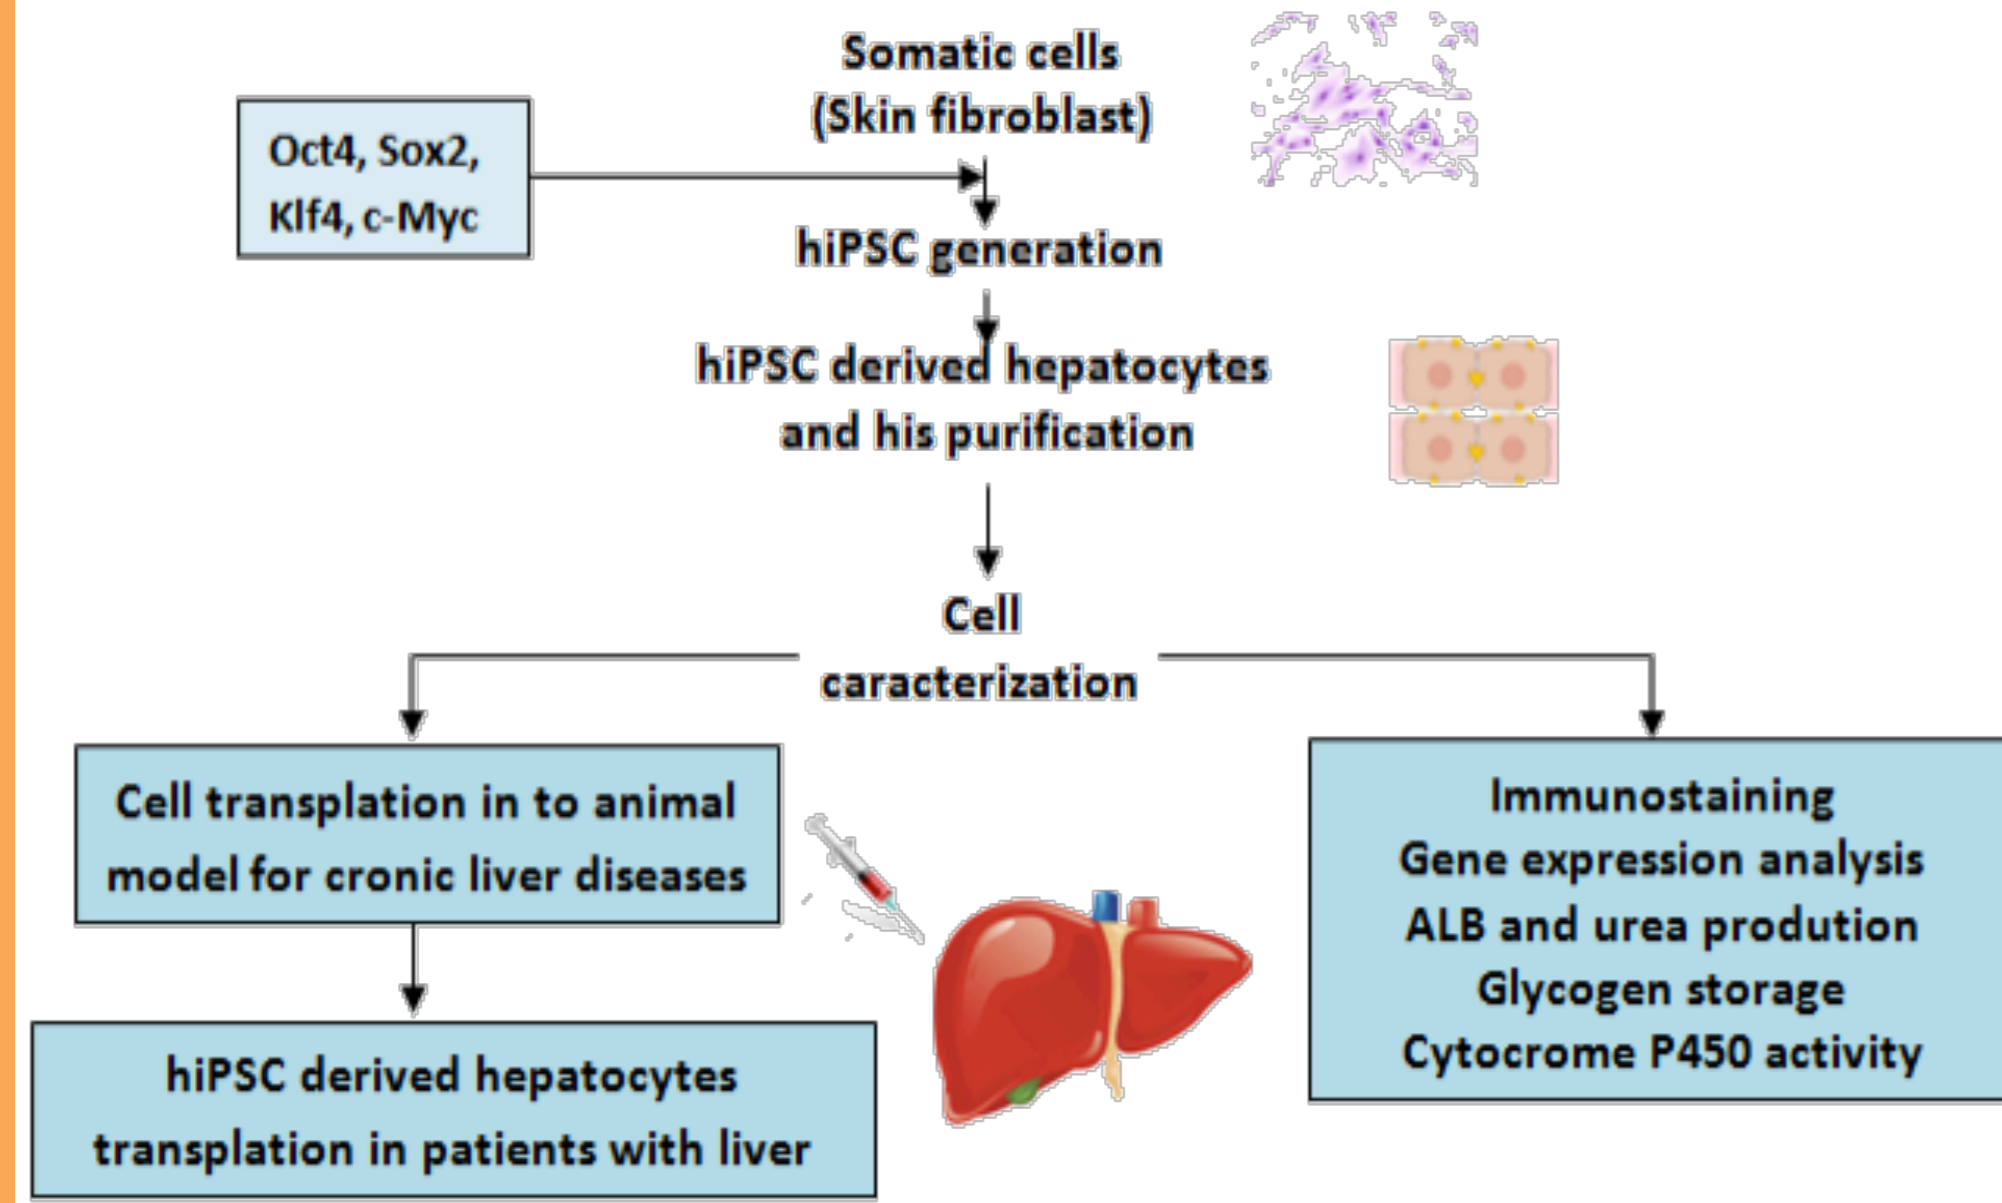 Somatic cells
(Skin fibroblast)
Oct4, Sox2,
Klf4, c-Myc
hiPSC generation
hiPSC derived hepatocytes
and his purification
Cell
caracterization
Cell transplation in to animal
model for cronic liver diseases
hiPSC derived hepatocytes
transplation in patients with liver
Immunostaining
Gene expression analysis
ALB and urea prodution
Glycogen storage
Cytocrome P450 activity